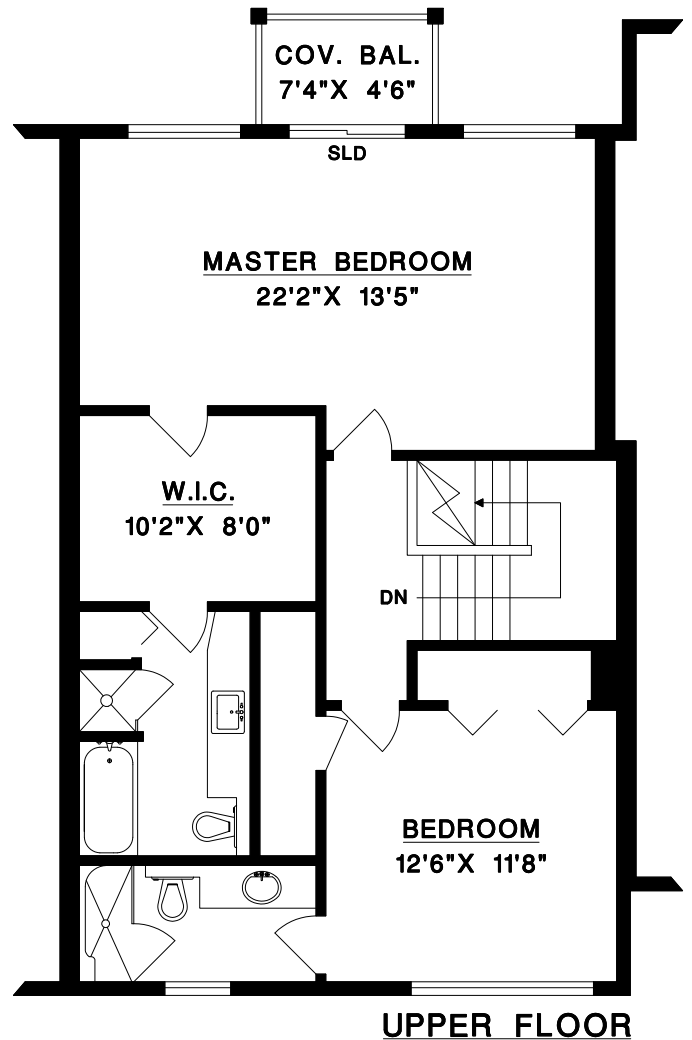 COV. BAL.
7'4"X 4'6"
SLD
MASTER BEDROOM
22'2"X 13'5"
W.I.C.
10'2"X 8'0"
DN
BEDROOM
12'6"X 11'8"
UPPER FLOOR